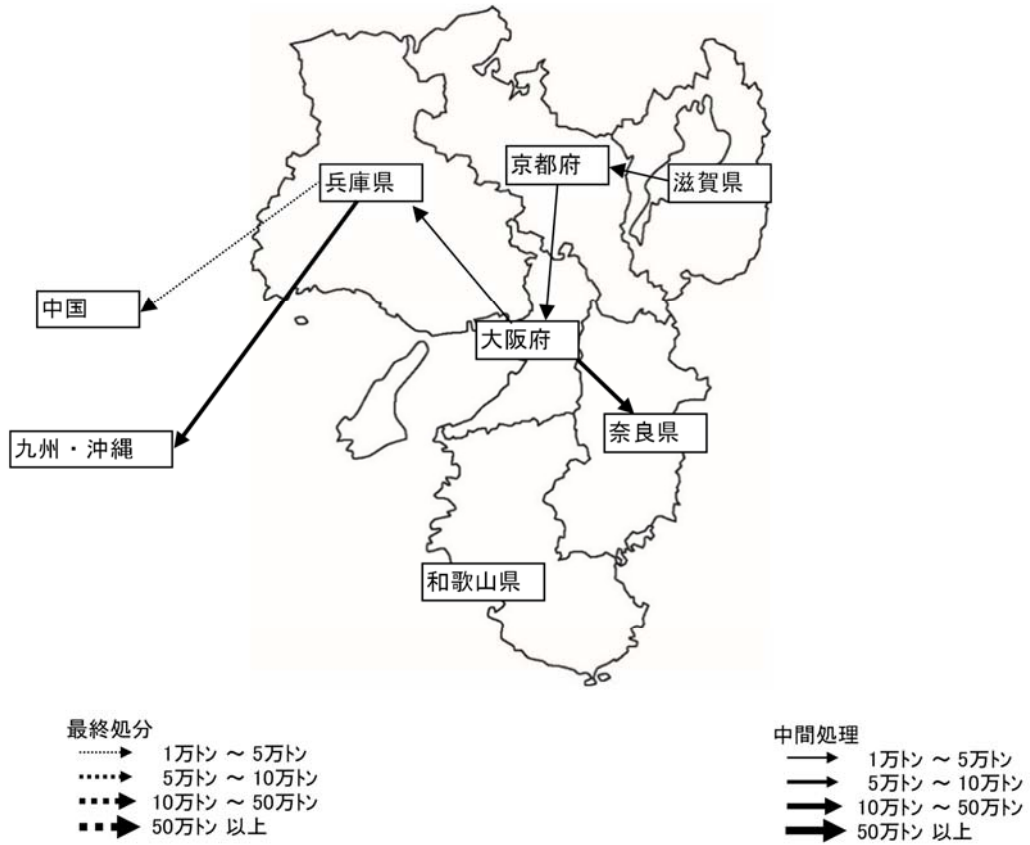 京都府
兵庫県
滋賀県
中国
大阪府
九州・沖縄
奈良県
和歌山県
最終処分
1万トン ～ 5万トン
5万トン ～ 10万トン
10万トン ～ 50万トン
50万トン 以上
中間処理
1万トン ～ 5万トン
5万トン ～ 10万トン
10万トン ～ 50万トン
50万トン 以上